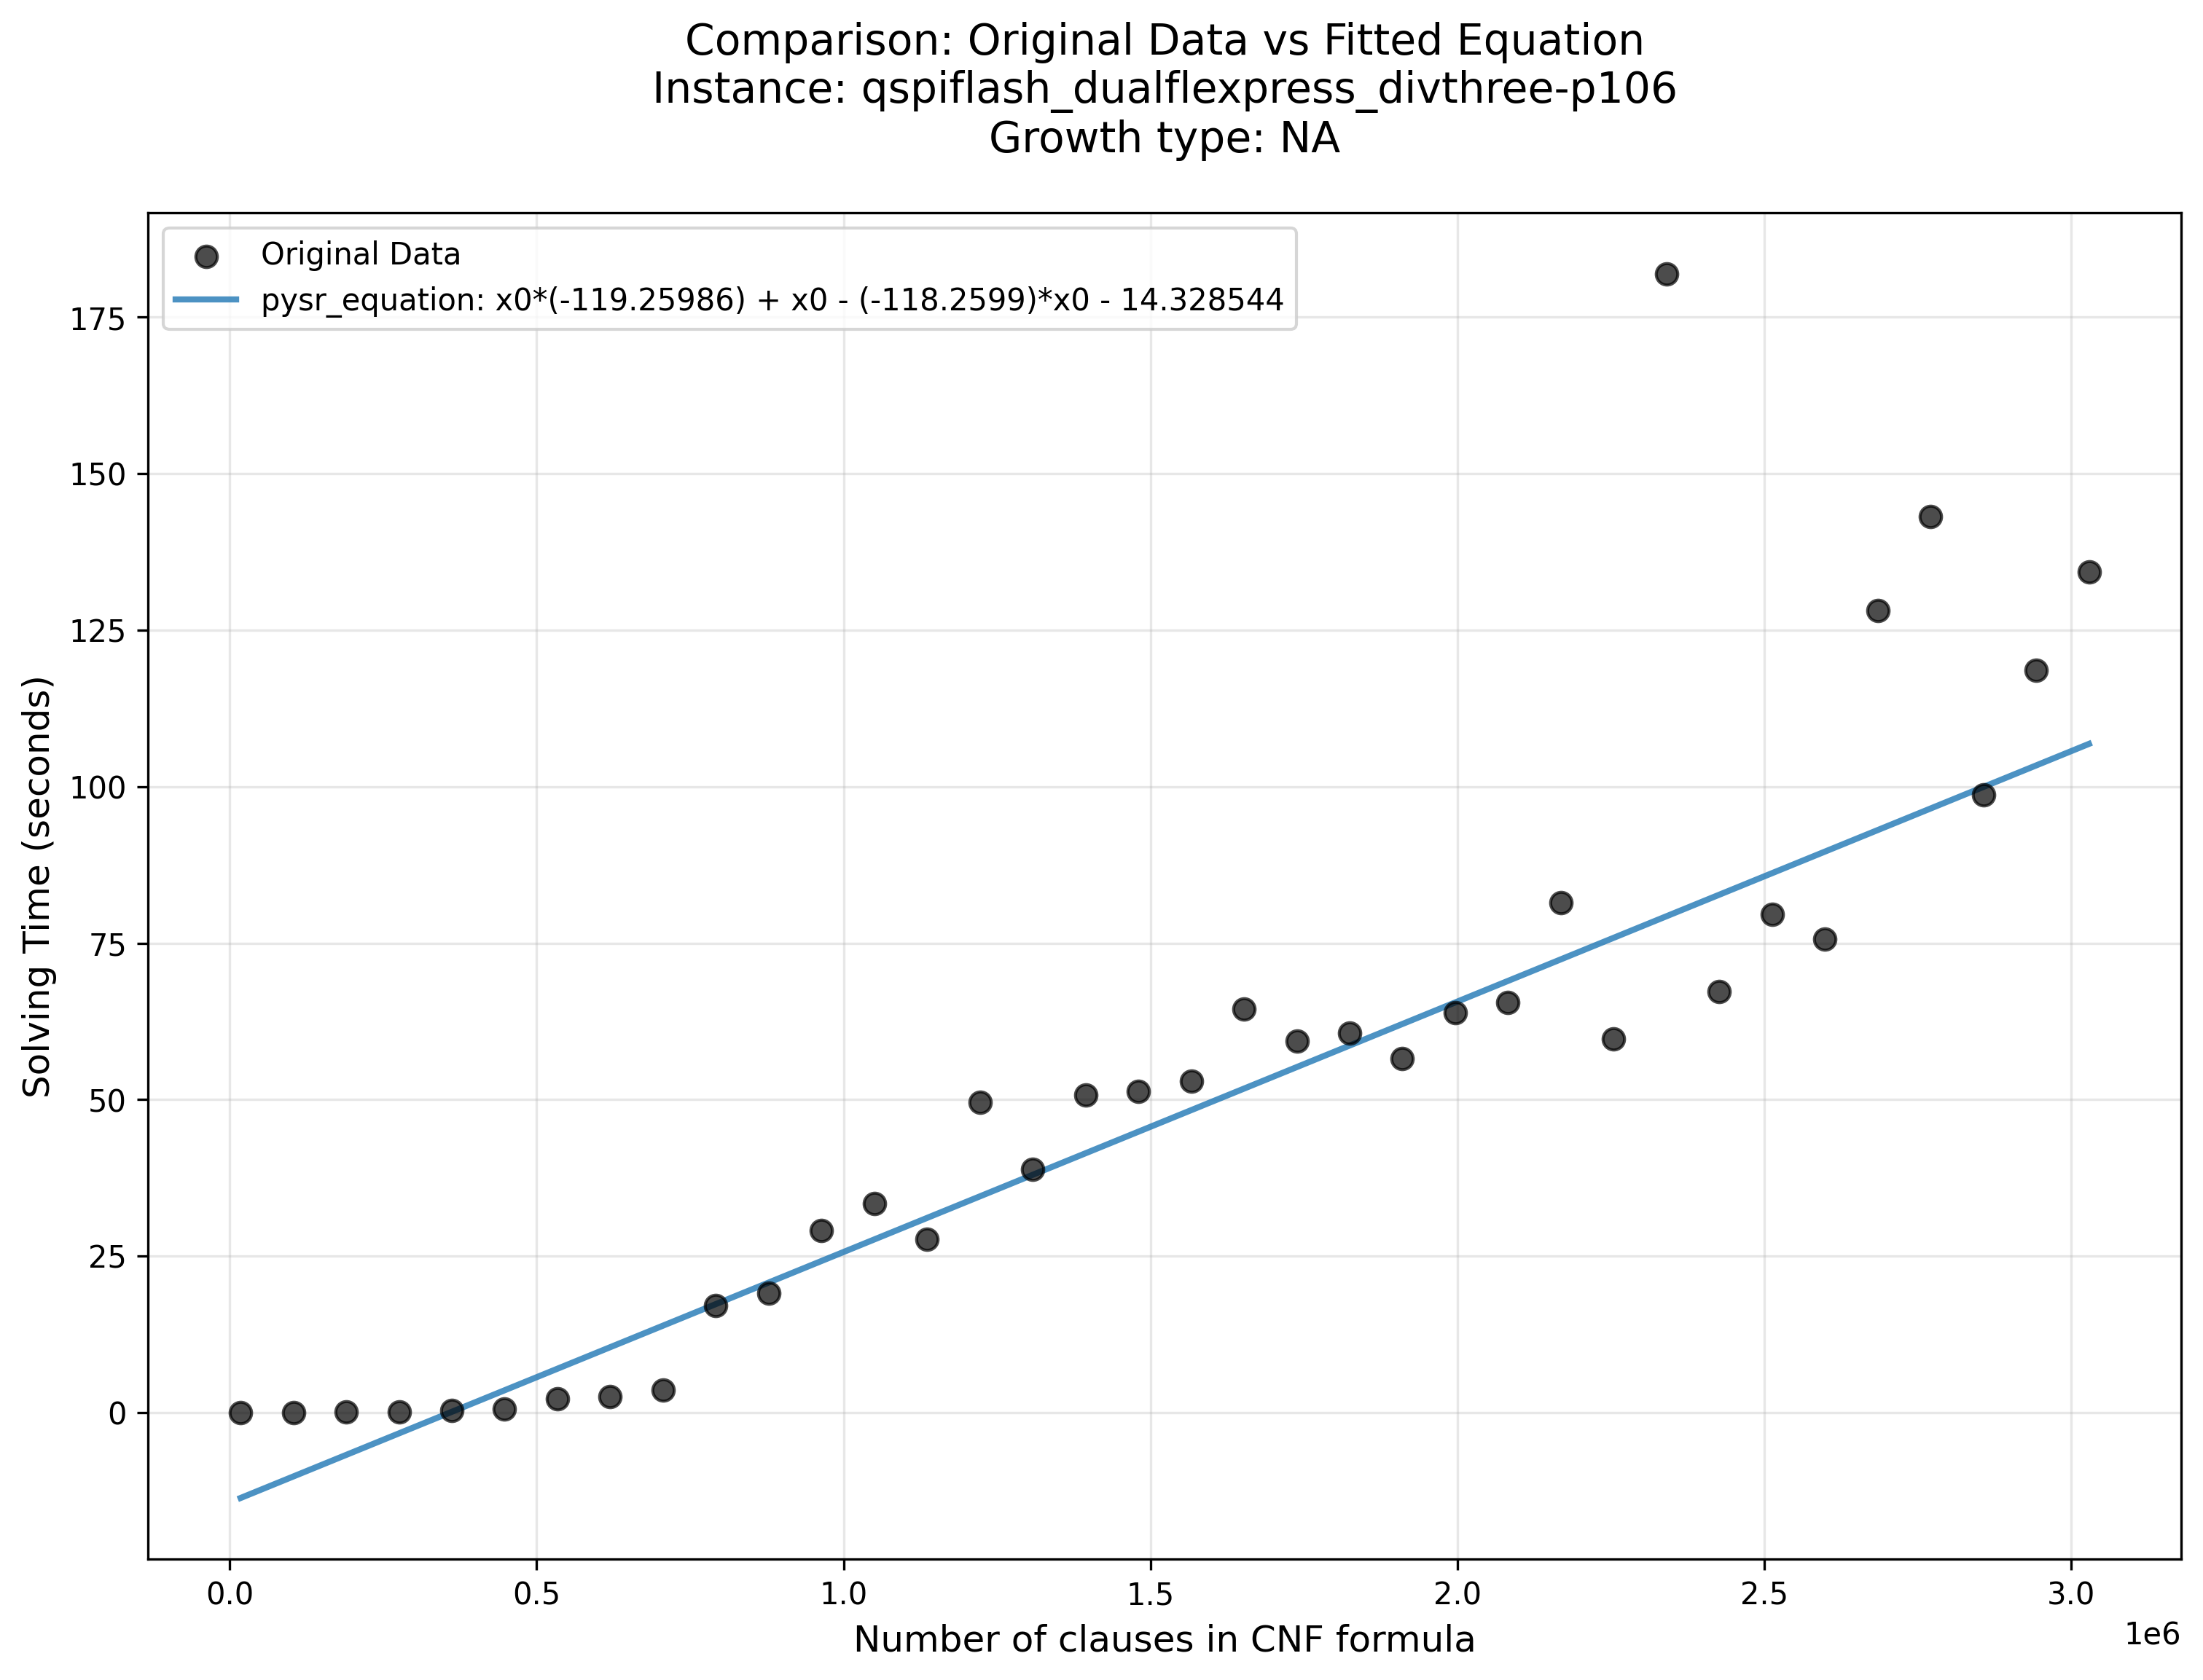 Comparison: Original Data vs Fitted Equation
Instance: qspiflash_dualflexpress_divthree-p106
Growth type: NA
Original Data
pysr_equation: x0*(-119.25986) + x0 - (-118.2599)*x0 - 14.328544
175
150
125
100
75
50
25
0
Solving Time (seconds)
0.0 0.5 1.0 1.5 2.0 2.5 3.0
1e6
Number of clauses in CNF formula